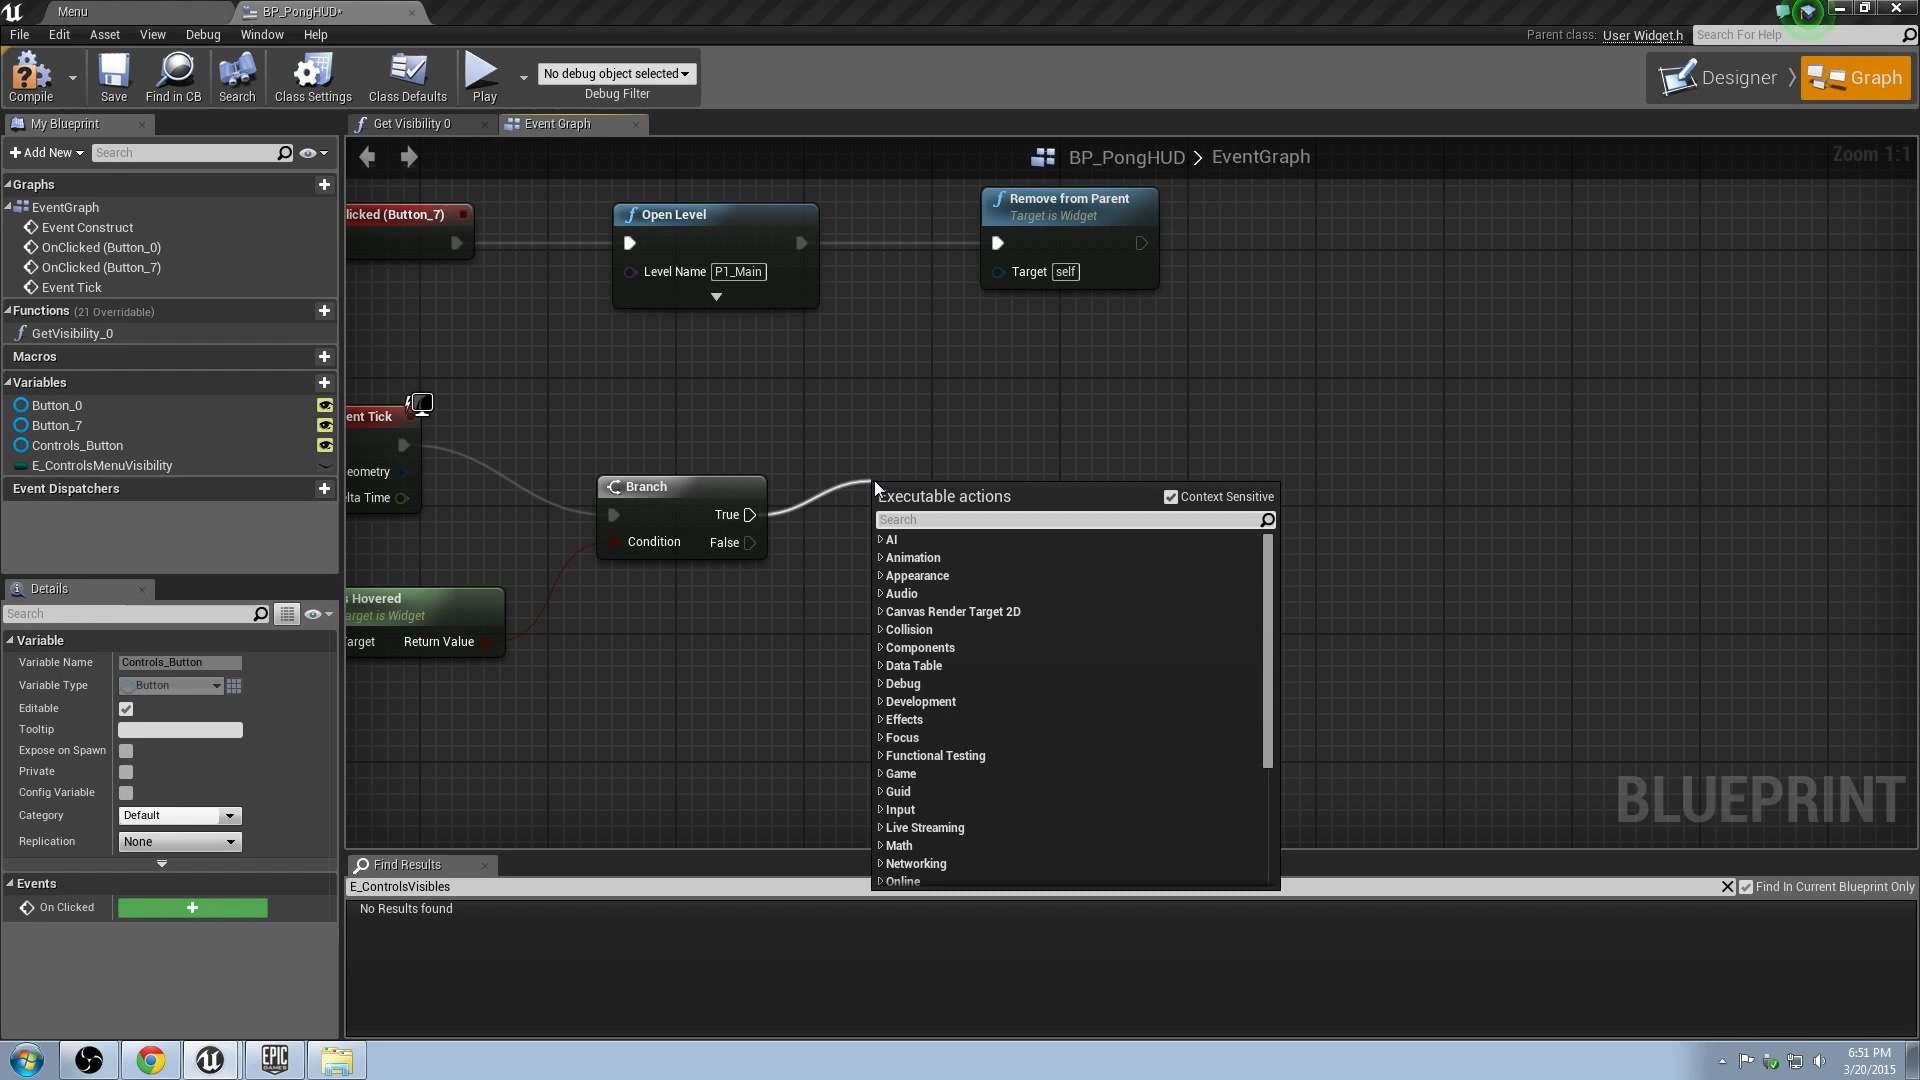 Menu
BP_PongHUD*
File Edit Asset View Debug Window Help
Parent class: User Widget.h
Search For Help
Compile
Save
Find in CB
Search
Class Settings
Class Defaults
Play
No debug object selected
Debug Filter
Designer
Graph
My Blueprint
Get Visibility 0
Event Graph
Add New
Search
BP_PongHUD > EventGraph
Zoom 1:1
Graphs
EventGraph
Event Construct
OnClicked (Button_0)
OnClicked (Button_7)
Event Tick
Functions (21 Overridable)
GetVisibility_0
Macros
Variables
Button_0
Button_7
Controls_Button
E_ControlsMenuVisibility
Event Dispatchers
licked (Button_7)
Open Level
Level Name P1_Main
Remove from Parent
Target is Widget
Target self
ent Tick
eometry
lta Time
Branch
True
Condition
False
s Hovered
arget is Widget
arget
Return Value
Executable actions
Context Sensitive
Search
AI
Animation
Appearance
Audio
Canvas Render Target 2D
Collision
Components
Data Table
Debug
Development
Effects
Focus
Functional Testing
Game
Guid
Input
Live Streaming
Math
Networking
Online
BLUEPRINT
Details
Search
Variable
Variable Name Controls_Button
Variable Type Button
Editable
Tooltip
Expose on Spawn
Private
Config Variable
Category Default
Replication None
Events
On Clicked
Find Results
E_ControlsVisibles
Find In Current Blueprint Only
No Results found
EPIC
GAMES
6:51 PM
3/20/2015